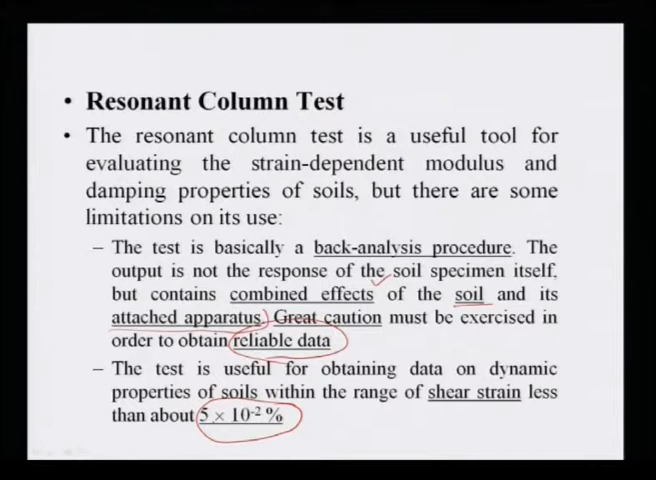 • Resonant Column Test
• The resonant column test is a useful tool for
evaluating the strain-dependent modulus and
damping properties of soils, but there are some
limitations on its use:
– The test is basically a back-analysis procedure. The
output is not the response of the soil specimen itself,
but contains combined effects of the soil and its
attached apparatus. Great caution must be exercised in
order to obtain reliable data
– The test is useful for obtaining data on dynamic
properties of soils within the range of shear strain less
than about 5 × 10⁻² %